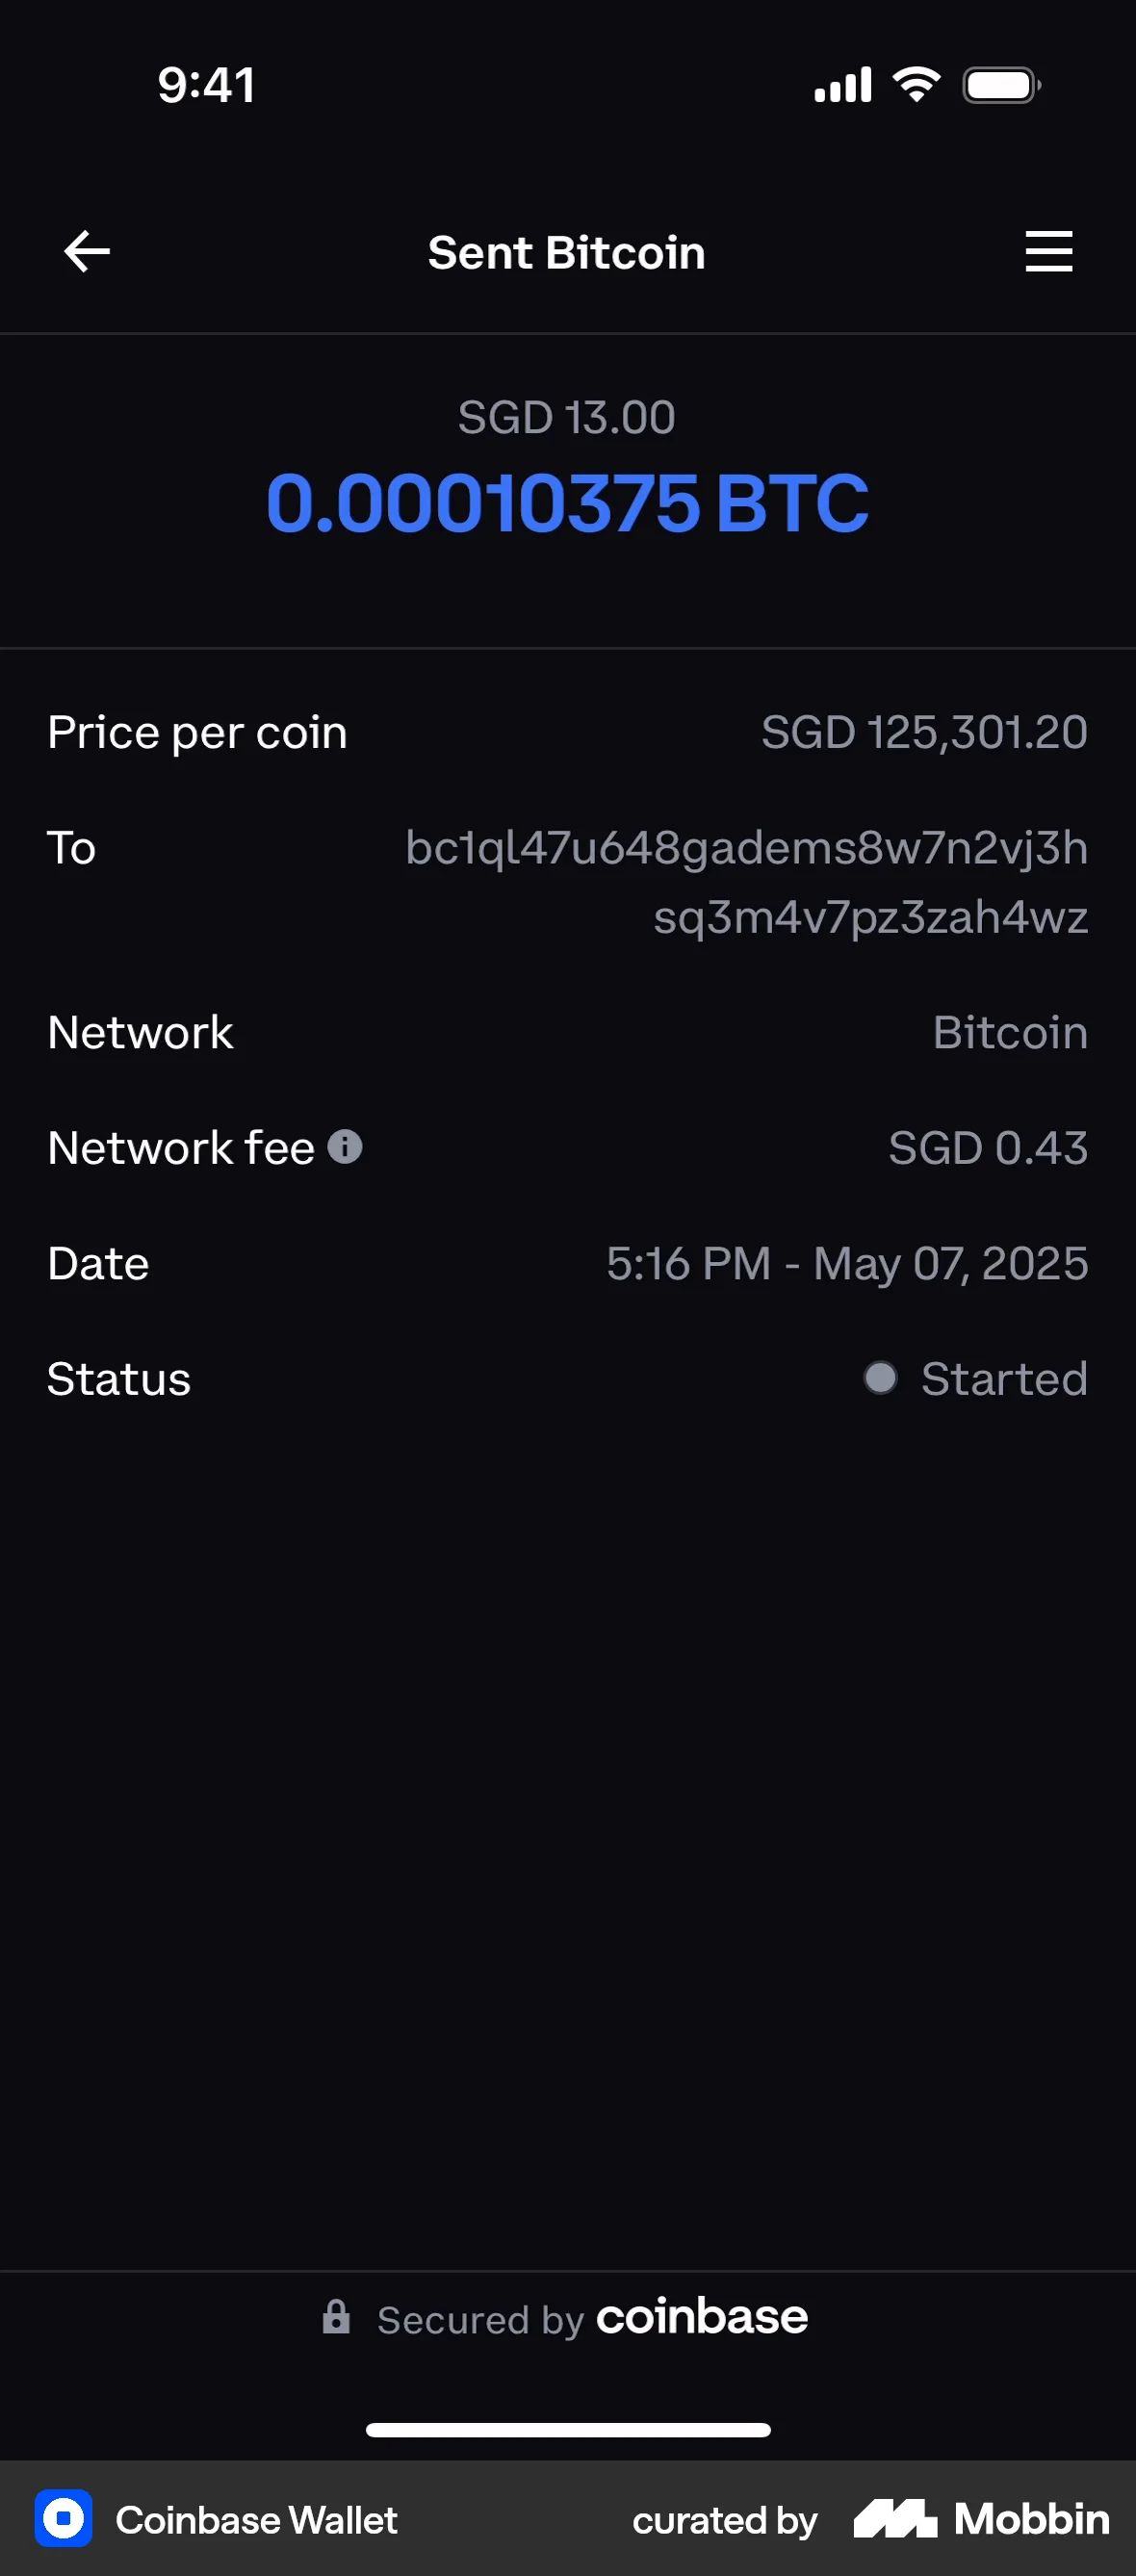 9:41
Sent Bitcoin
SGD 13.00
0.00010375 BTC
Price per coin SGD 125,301.20
To bc1ql47u648gadems8w7n2vj3h
sq3m4v7pz3zah4wz
Network Bitcoin
Network fee SGD 0.43
Date 5:16 PM - May 07, 2025
Status Started
Secured by coinbase
Coinbase Wallet curated by Mobbin